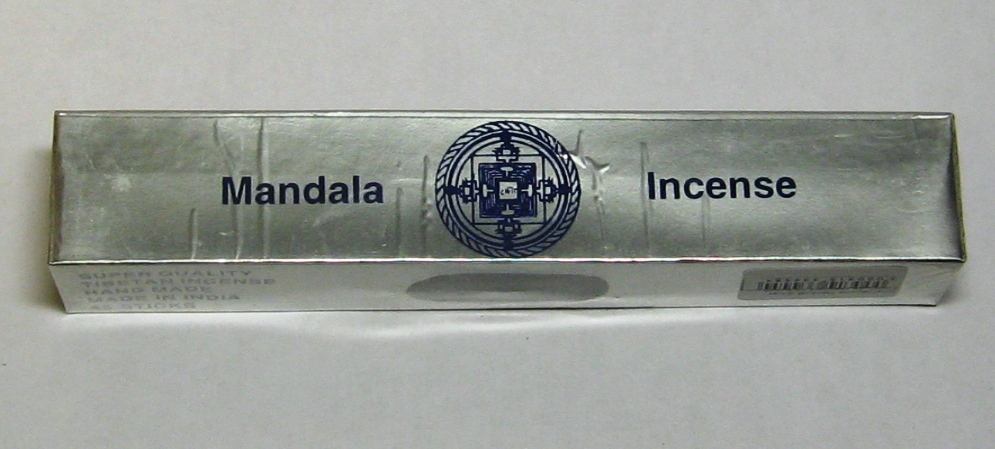 Mandala Incense
SUPER QUALITY
TIBETAN INCENSE
HAND MADE
MADE IN INDIA
45 STICKS